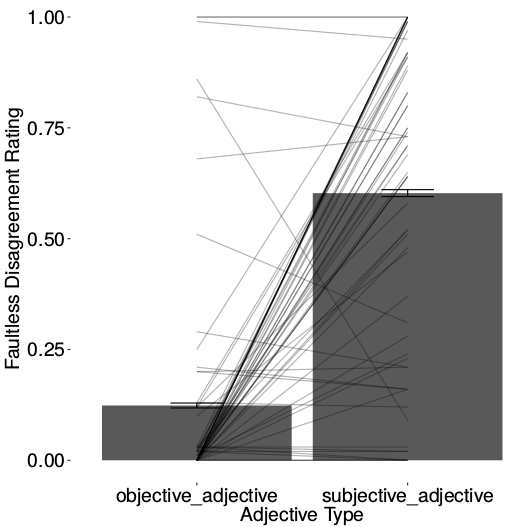 Faultless Disagreement Rating
1.00
0.75
0.50
0.25
0.00
objective_adjective subjective_adjective
Adjective Type